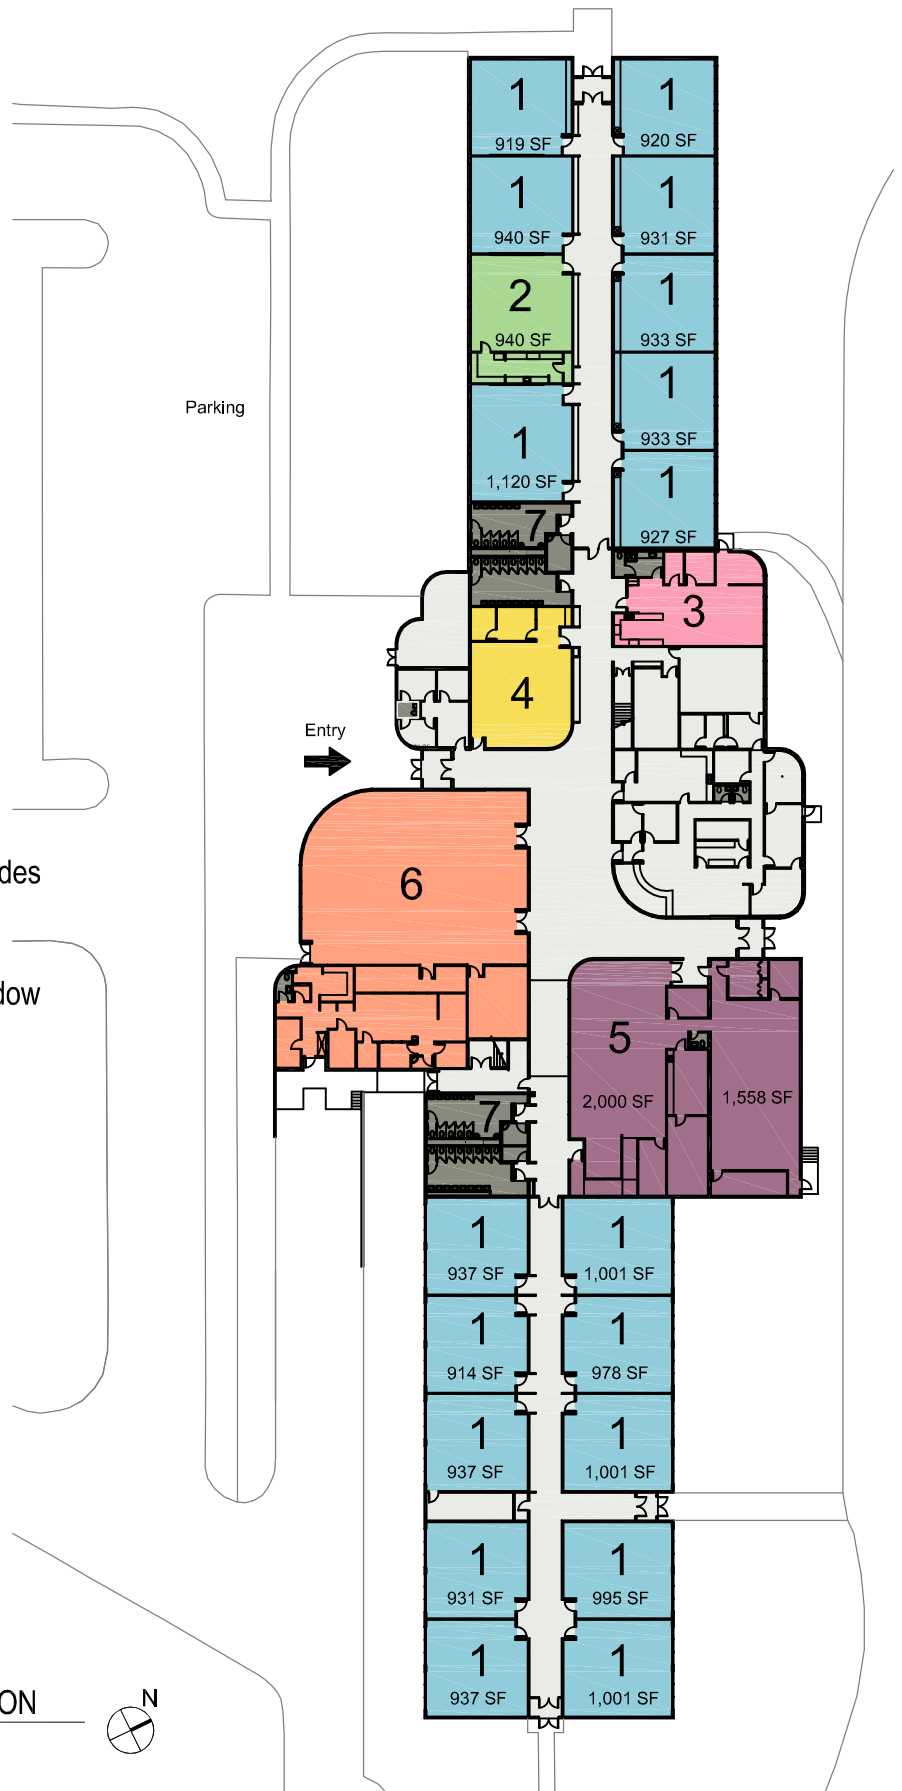 1
919 SF
1
920 SF
1
940 SF
1
931 SF
2
940 SF
1
933 SF
1
933 SF
Parking
1
1,120 SF
1
927 SF
7
3
4
Entry
des
6
dow
5
2,000 SF
1,558 SF
7
1
937 SF
1
1,001 SF
1
914 SF
1
978 SF
1
937 SF
1
1,001 SF
1
931 SF
1
995 SF
1
937 SF
1
1,001 SF
ON
N